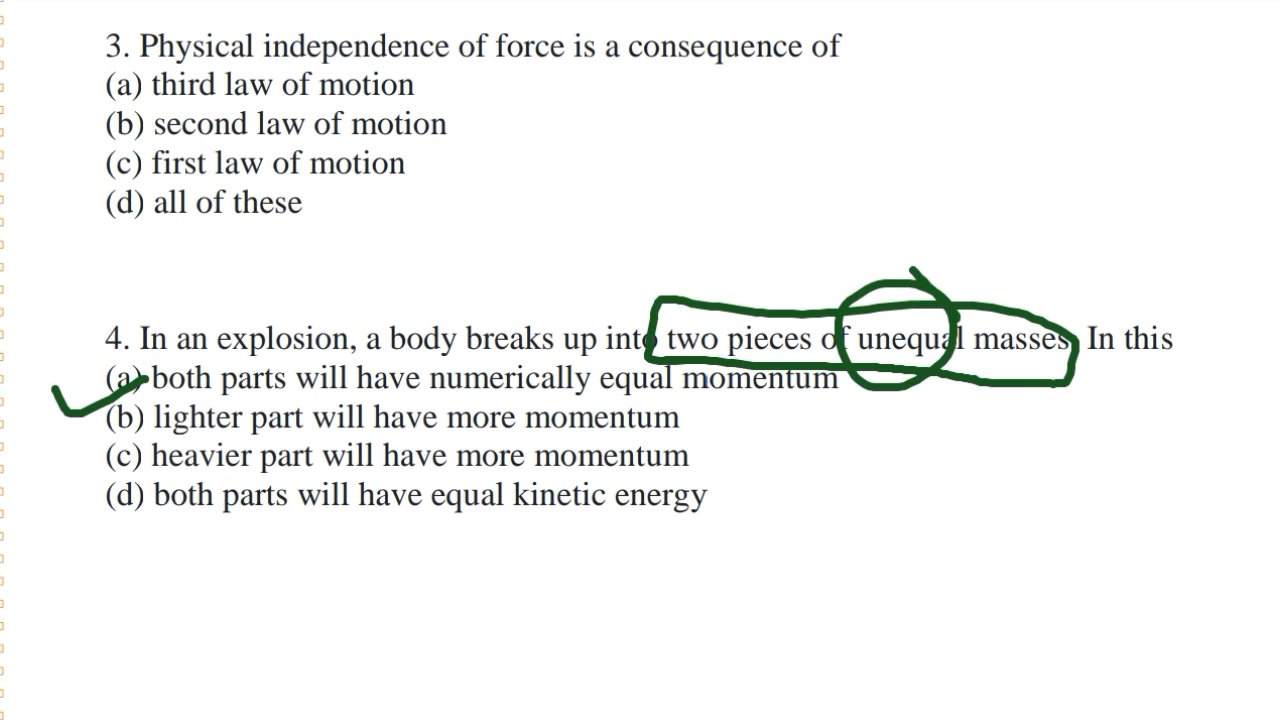 3. Physical independence of force is a consequence of
(a) third law of motion
(b) second law of motion
(c) first law of motion
(d) all of these
4. In an explosion, a body breaks up into two pieces of unequal masses. In this
(a) both parts will have numerically equal momentum
(b) lighter part will have more momentum
(c) heavier part will have more momentum
(d) both parts will have equal kinetic energy